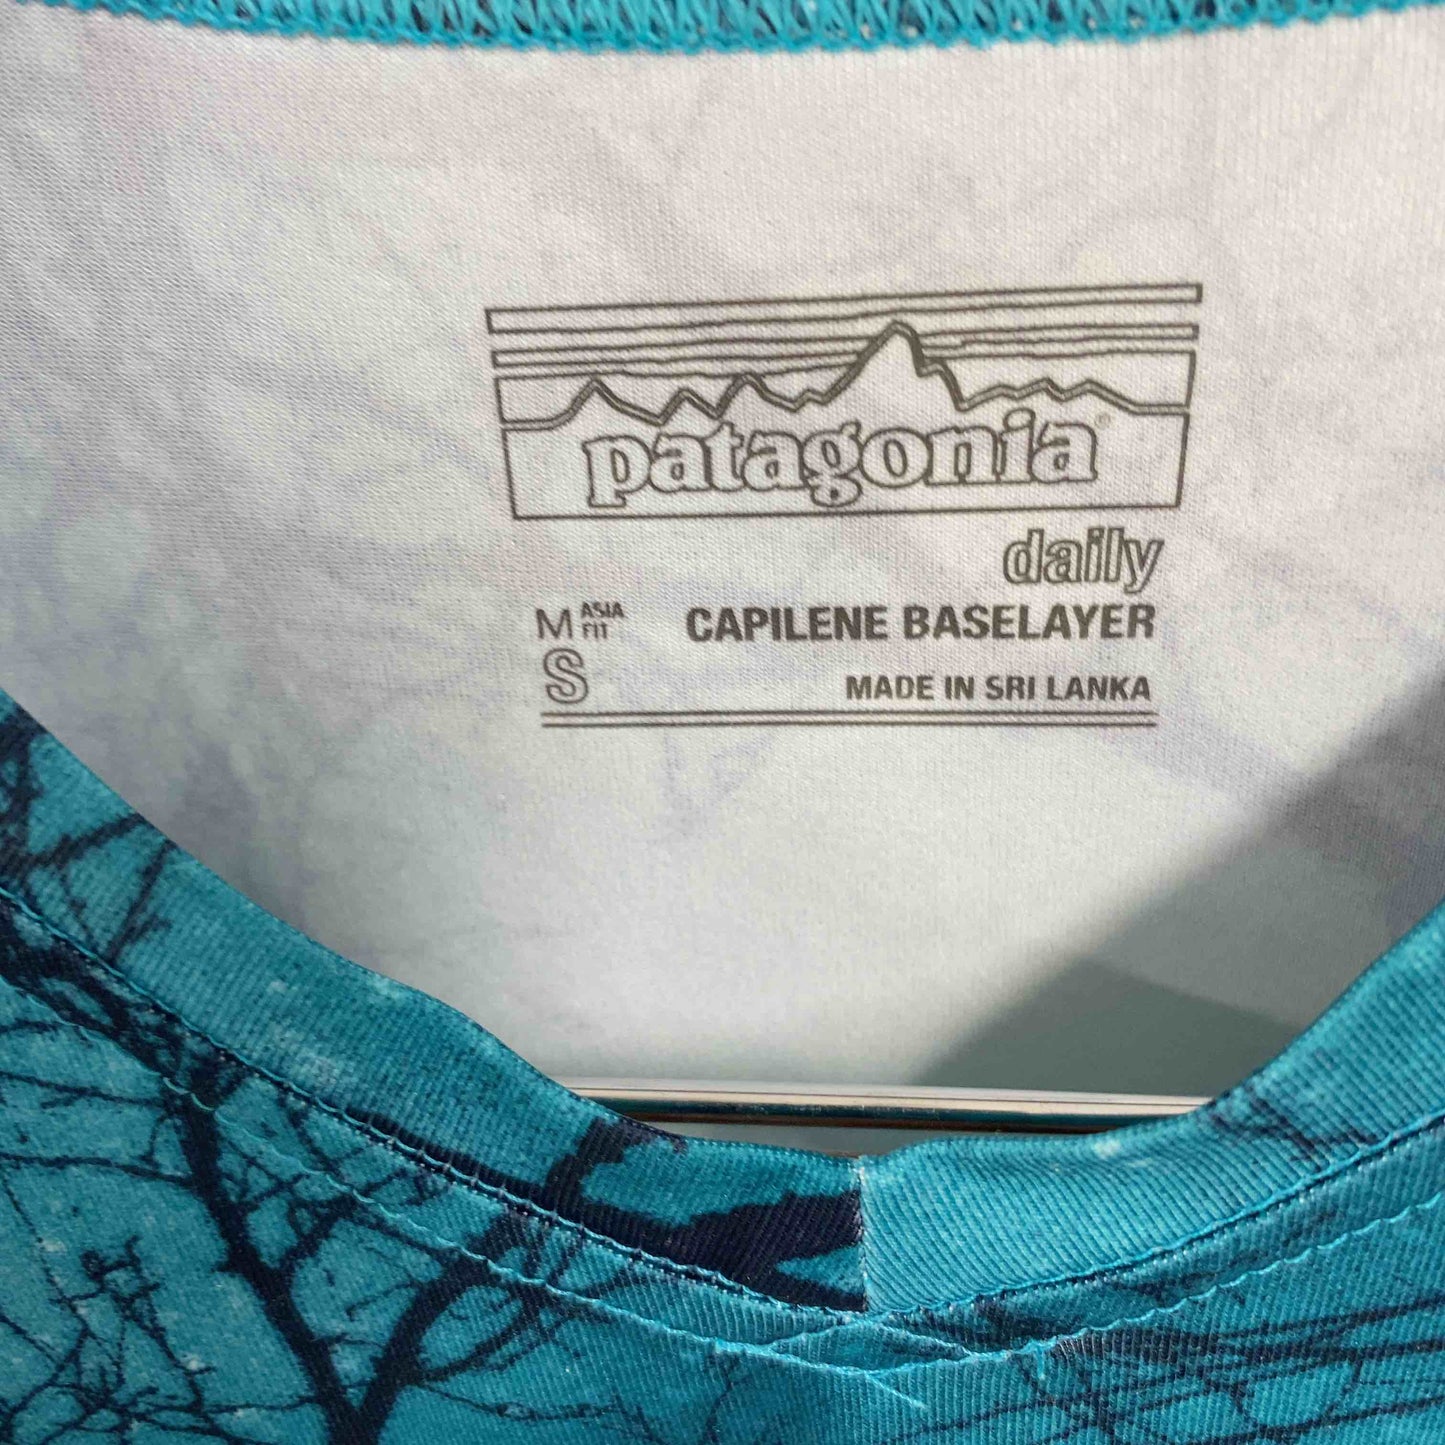 patagonia®
daily
M ASIA FIT
CAPILENE BASELAYER
S
MADE IN SRI LANKA